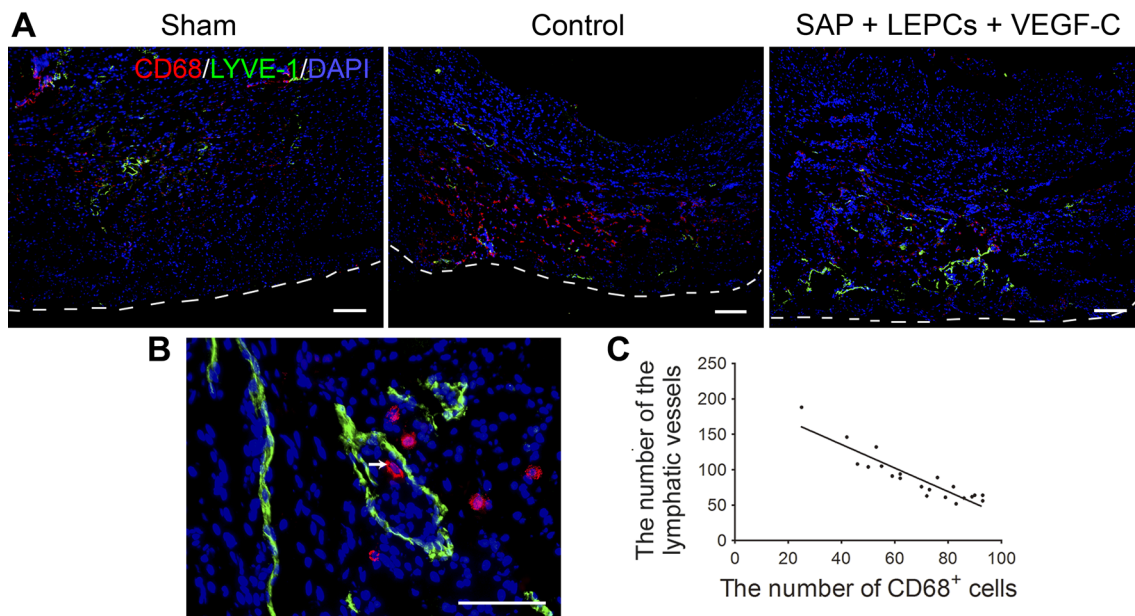 A
Sham
Control
SAP + LEPCs + VEGF-C
CD68/LYVE-1/DAPI
B
C
The number of the
lymphatic vessels
250
200
150
100
50
0
0
20
40
60
80
100
The number of CD68⁺ cells